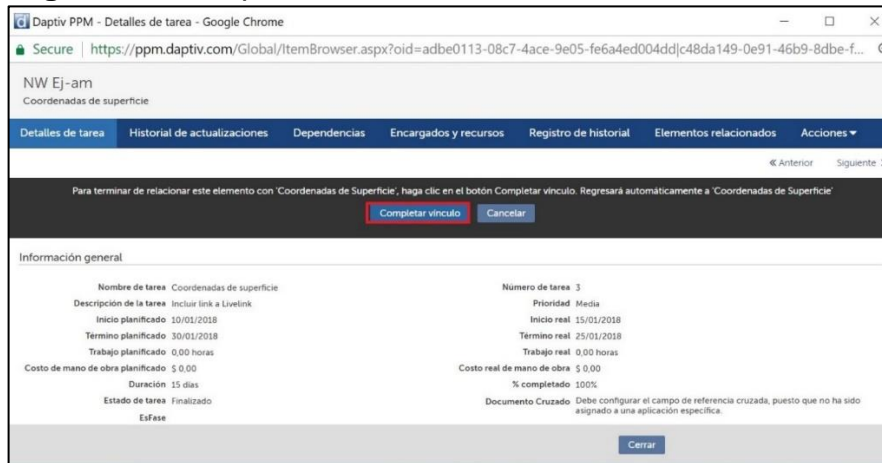 Daptiv PPM - Detalles de tarea - Google Chrome
Secure | https://ppm.daptiv.com/Global/ItemBrowser.aspx?oid=adbe0113-08c7-4ace-9e05-fe6a4ed004dd|c48da149-0e91-46b9-8dbe-f...
NW Ej-am
Coordenadas de superficie
Detalles de tarea Historial de actualizaciones Dependencias Encargados y recursos Registro de historial Elementos relacionados Acciones
« Anterior Siguiente
Para terminar de relacionar este elemento con 'Coordenadas de Superficie', haga clic en el botón Completar vínculo. Regresará automáticamente a 'Coordenadas de Superficie'
Completar vínculo Cancelar
Información general
Nombre de tarea Coordenadas de superficie Número de tarea 3
Descripción de la tarea Incluir link a Livelink Prioridad Media
Inicio planificado 10/01/2018 Inicio real 15/01/2018
Término planificado 30/01/2018 Término real 25/01/2018
Trabajo planificado 0,00 horas Trabajo real 0,00 horas
Costo de mano de obra planificado $ 0,00 Costo real de mano de obra $ 0,00
Duración 15 días % completado 100%
Estado de tarea Finalizado Documento Cruzado Debe configurar el campo de referencia cruzada, puesto que no ha sido
asignado a una aplicación específica.
EsFase
Cerrar